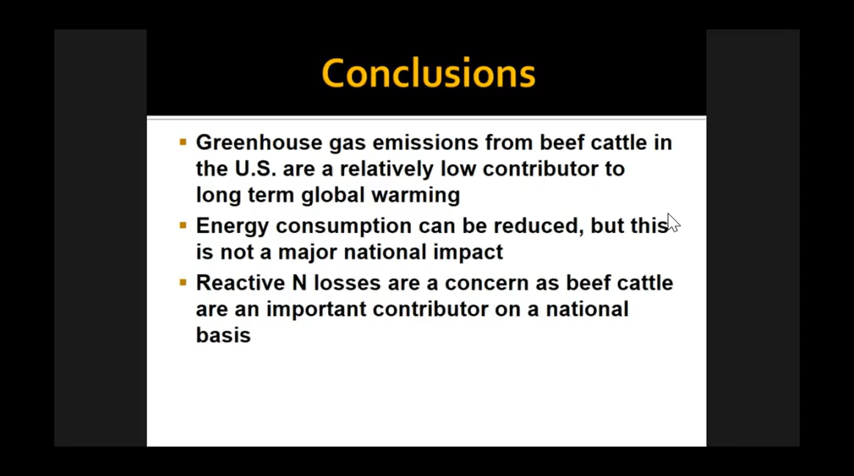 Conclusions
Greenhouse gas emissions from beef cattle in
the U.S. are a relatively low contributor to
long term global warming
Energy consumption can be reduced, but this
is not a major national impact
Reactive N losses are a concern as beef cattle
are an important contributor on a national
basis